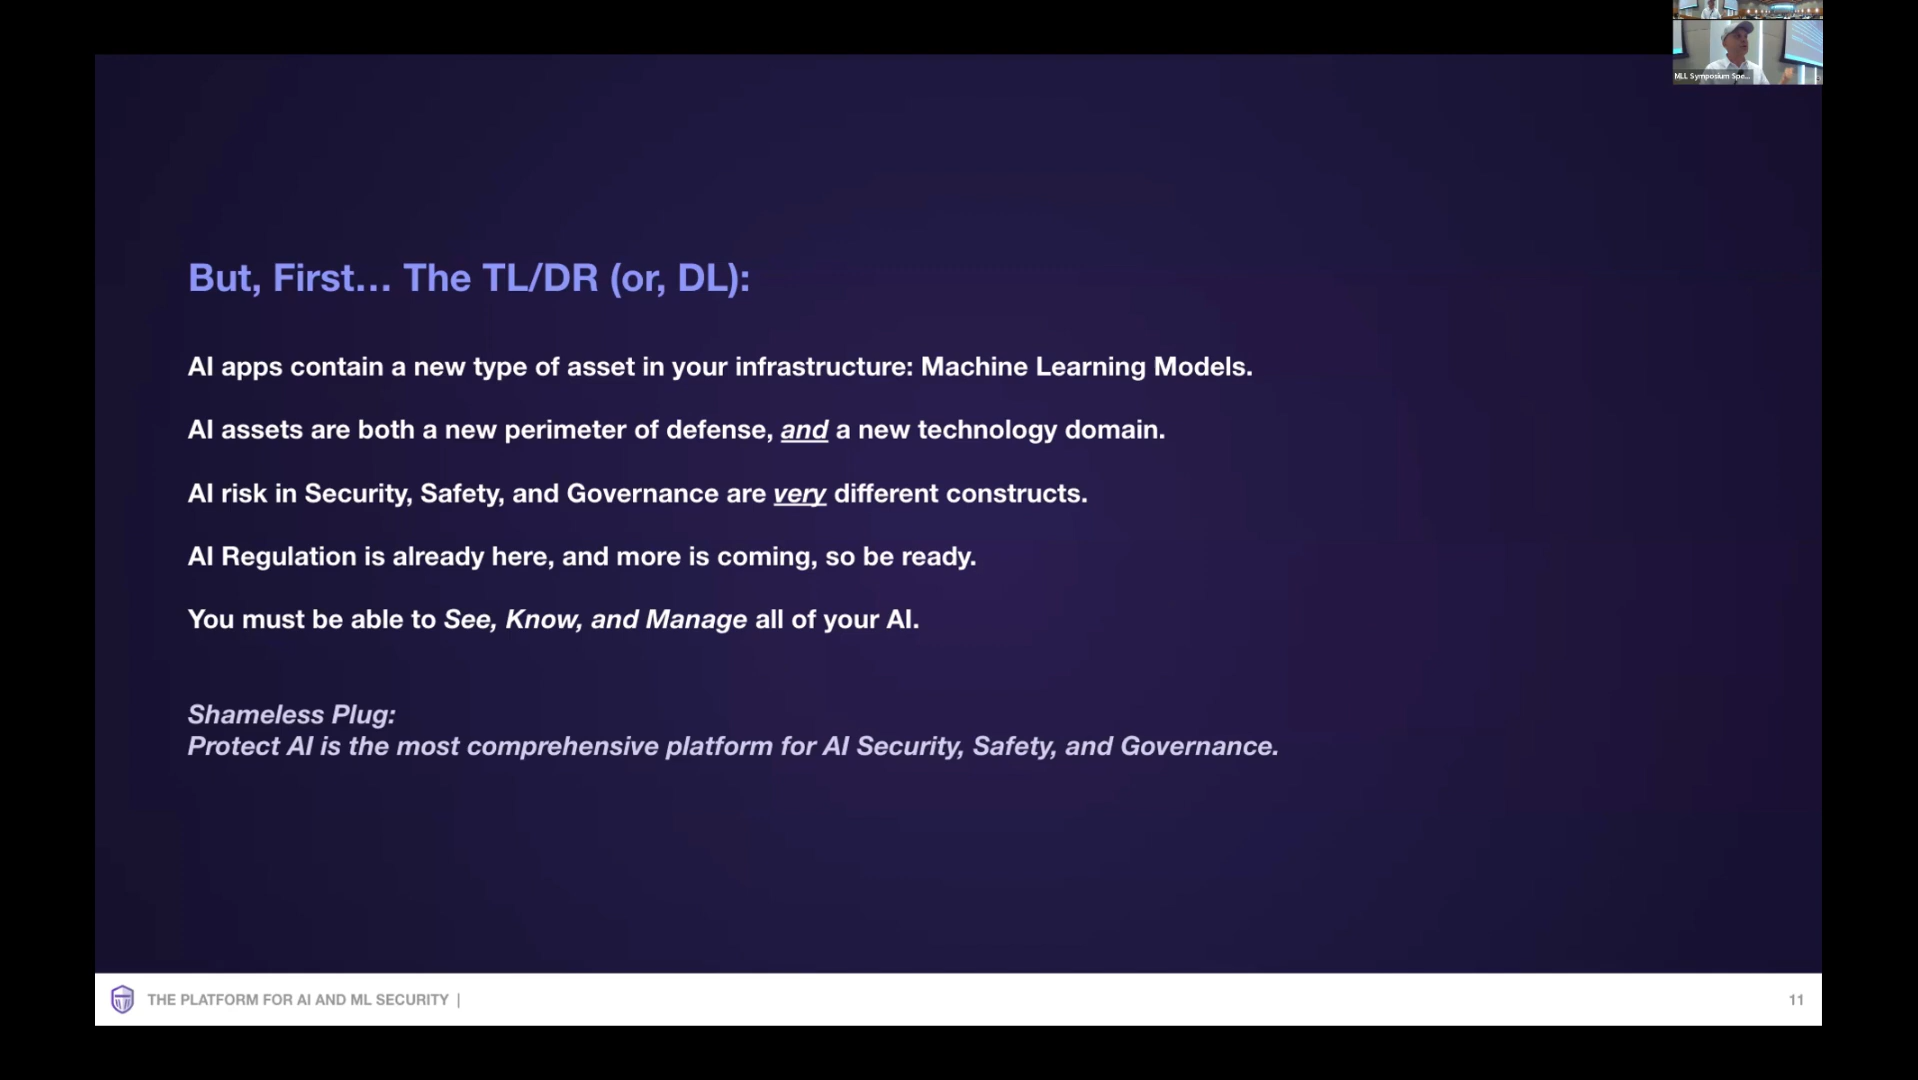 MLL Symposium Spe...
But, First... The TL/DR (or, DL):
AI apps contain a new type of asset in your infrastructure: Machine Learning Models.
AI assets are both a new perimeter of defense, and a new technology domain.
AI risk in Security, Safety, and Governance are very different constructs.
AI Regulation is already here, and more is coming, so be ready.
You must be able to See, Know, and Manage all of your AI.
Shameless Plug:
Protect AI is the most comprehensive platform for AI Security, Safety, and Governance.
THE PLATFORM FOR AI AND ML SECURITY |
11